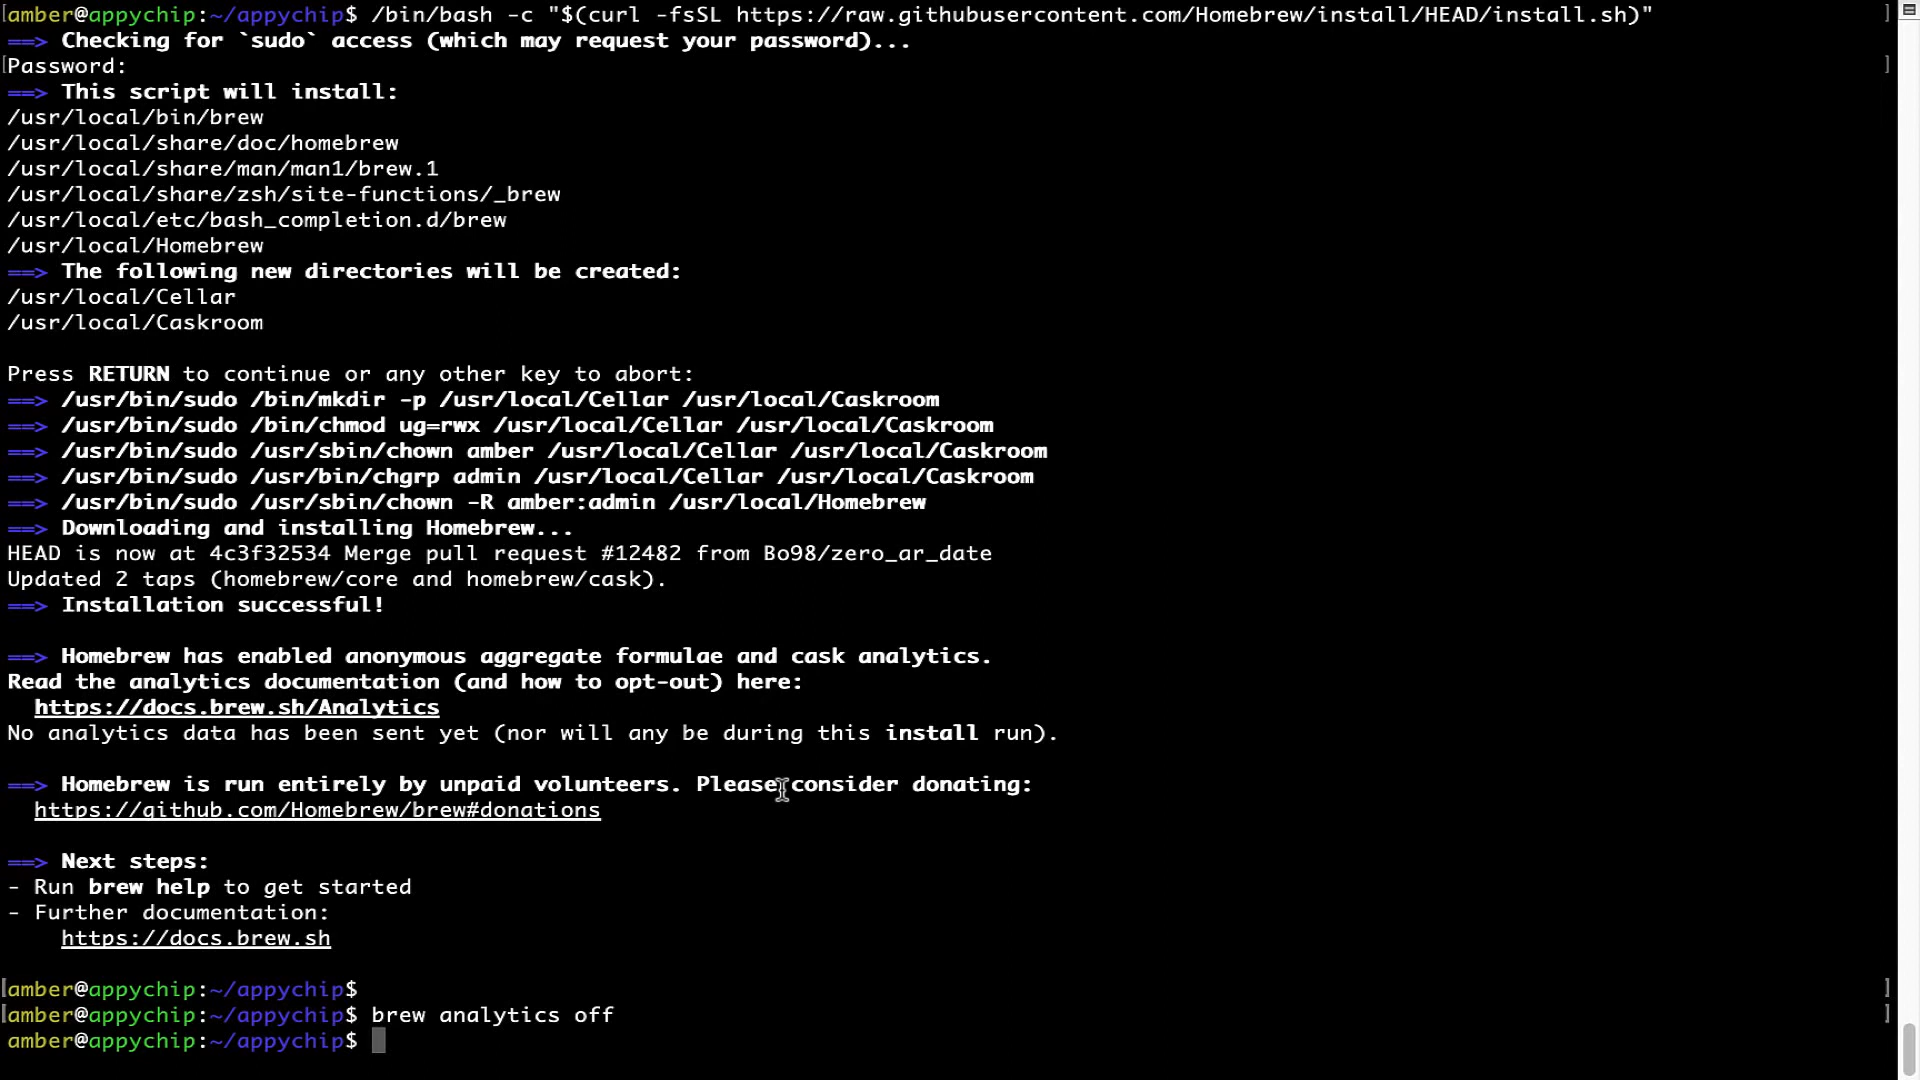 [amber@appychip:~/appychip$ /bin/bash -c "$(curl -fsSL https://raw.githubusercontent.com/Homebrew/install/HEAD/install.sh)" ]
==> Checking for `sudo` access (which may request your password)...
[Password: ]
==> This script will install:
/usr/local/bin/brew
/usr/local/share/doc/homebrew
/usr/local/share/man/man1/brew.1
/usr/local/share/zsh/site-functions/_brew
/usr/local/etc/bash_completion.d/brew
/usr/local/Homebrew
==> The following new directories will be created:
/usr/local/Cellar
/usr/local/Caskroom
Press RETURN to continue or any other key to abort:
==> /usr/bin/sudo /bin/mkdir -p /usr/local/Cellar /usr/local/Caskroom
==> /usr/bin/sudo /bin/chmod ug=rwx /usr/local/Cellar /usr/local/Caskroom
==> /usr/bin/sudo /usr/sbin/chown amber /usr/local/Cellar /usr/local/Caskroom
==> /usr/bin/sudo /usr/bin/chgrp admin /usr/local/Cellar /usr/local/Caskroom
==> /usr/bin/sudo /usr/sbin/chown -R amber:admin /usr/local/Homebrew
==> Downloading and installing Homebrew...
HEAD is now at 4c3f32534 Merge pull request #12482 from Bo98/zero_ar_date
Updated 2 taps (homebrew/core and homebrew/cask).
==> Installation successful!
==> Homebrew has enabled anonymous aggregate formulae and cask analytics.
Read the analytics documentation (and how to opt-out) here:
https://docs.brew.sh/Analytics
No analytics data has been sent yet (nor will any be during this install run).
==> Homebrew is run entirely by unpaid volunteers. Please consider donating:
https://github.com/Homebrew/brew#donations
==> Next steps:
- Run brew help to get started
- Further documentation:
https://docs.brew.sh
[amber@appychip:~/appychip$ ]
[amber@appychip:~/appychip$ brew analytics off ]
amber@appychip:~/appychip$